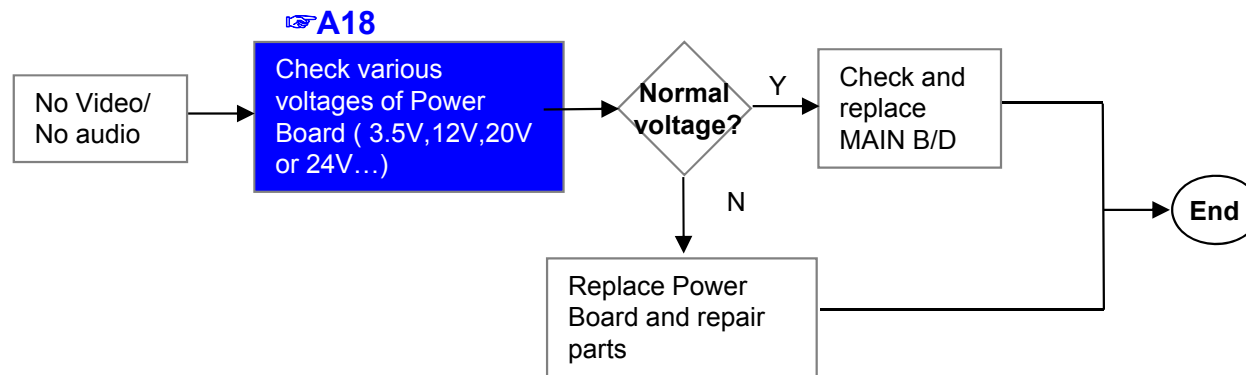 ☞A18
No Video/
No audio
Check various
voltages of Power
Board ( 3.5V,12V,20V
or 24V…)
Normal
voltage?
Y
Check and
replace
MAIN B/D
N
Replace Power
Board and repair
parts
End